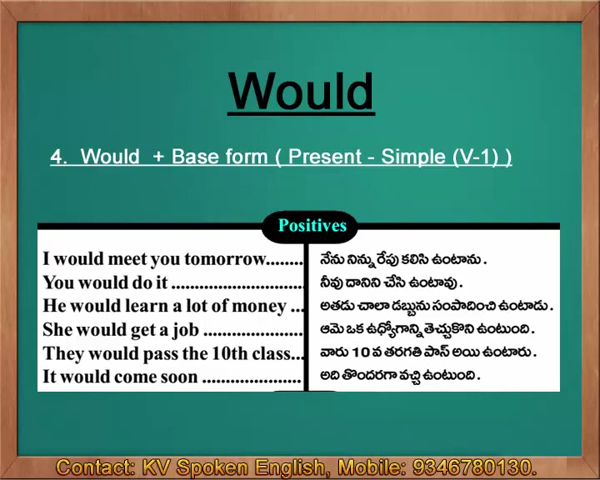 Would
4. Would + Base form ( Present - Simple (V-1) )
Positives
I would meet you tomorrow........ నేను నిన్ను రేపు కలిసి ఉంటాను.
You would do it ............................. నీవు దానిని చేసి ఉంటావు.
He would learn a lot of money ... అతడు చాలా డబ్బును సంపాదించి ఉంటాడు.
She would get a job ...................... ఆమె ఒక ఉద్యోగాన్ని తెచ్చుకొని ఉంటుంది.
They would pass the 10th class... వారు 10 వ తరగతి పాస్ అయి ఉంటారు.
It would come soon ...................... అది తొందరగా వచ్చి ఉంటుంది.
Contact: KV Spoken English, Mobile: 9346780130.